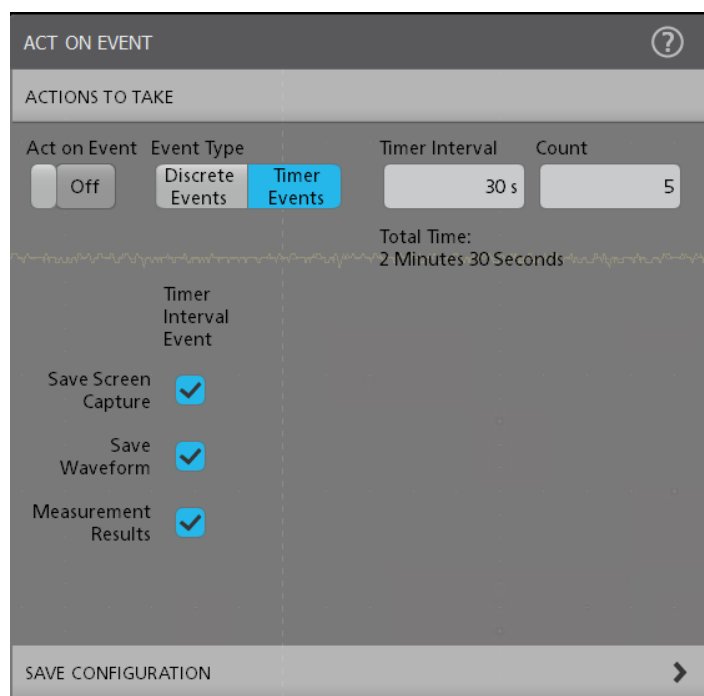 ACT ON EVENT
?
ACTIONS TO TAKE
Act on Event Event Type Timer Interval Count
Off
Discrete
Events
Timer
Events
30 s
5
Total Time:
2 Minutes 30 Seconds
Timer
Interval
Event
Save Screen
Capture
Save
Waveform
Measurement
Results
SAVE CONFIGURATION